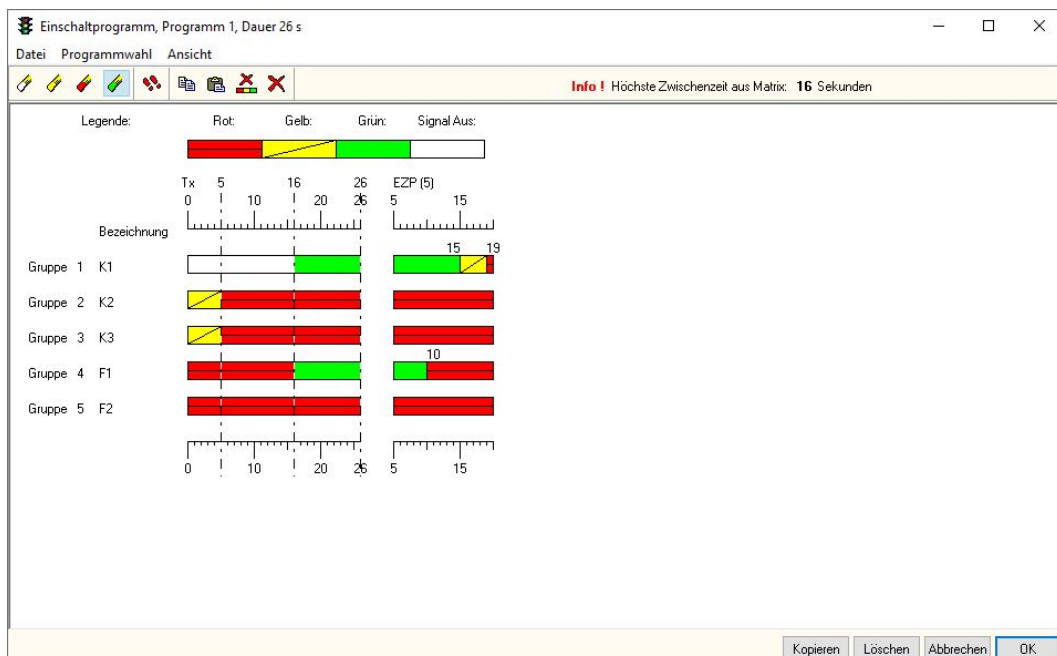 Einschaltprogramm, Programm 1, Dauer 26 s
Datei Programmwahl Ansicht
Info ! Höchste Zwischenzeit aus Matrix: 16 Sekunden
Legende: Rot: Gelb: Grün: Signal Aus:
Tx 5 16 26 EZP (5)
0 10 20 26 5 15
Bezeichnung
15 19
Gruppe 1 K1
Gruppe 2 K2
Gruppe 3 K3
10
Gruppe 4 F1
Gruppe 5 F2
0 10 20 26 5 15
Kopieren Löschen Abbrechen OK